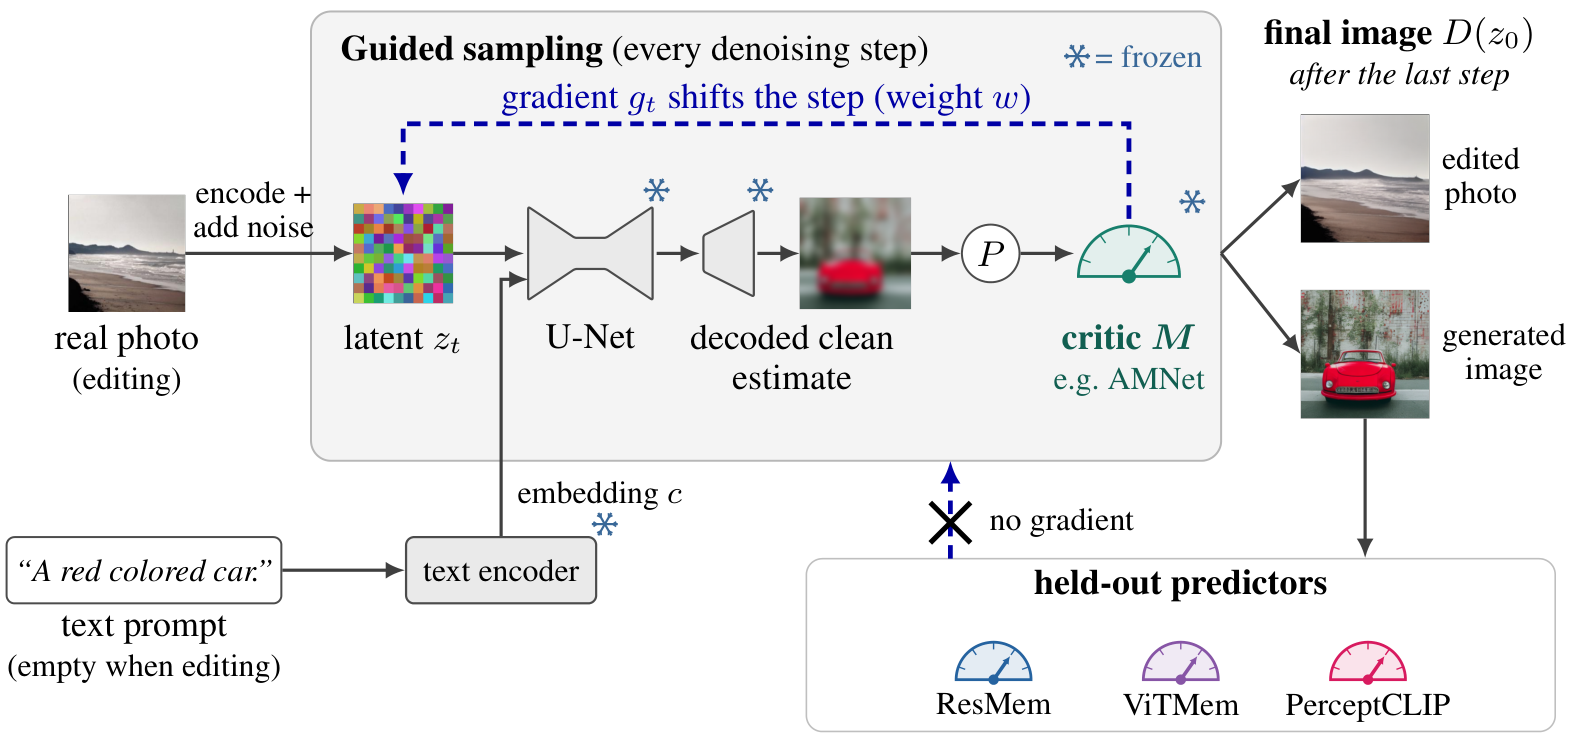 Guided sampling (every denoising step)
= frozen
gradient g_t shifts the step (weight w)
final image D(z_0)
after the last step
encode +
add noise
real photo
(editing)
latent z_t
U-Net
decoded clean
estimate
P
critic M
e.g. AMNet
edited
photo
generated
image
embedding c
"A red colored car."
text prompt
(empty when editing)
text encoder
no gradient
held-out predictors
ResMem
ViTMem
PerceptCLIP